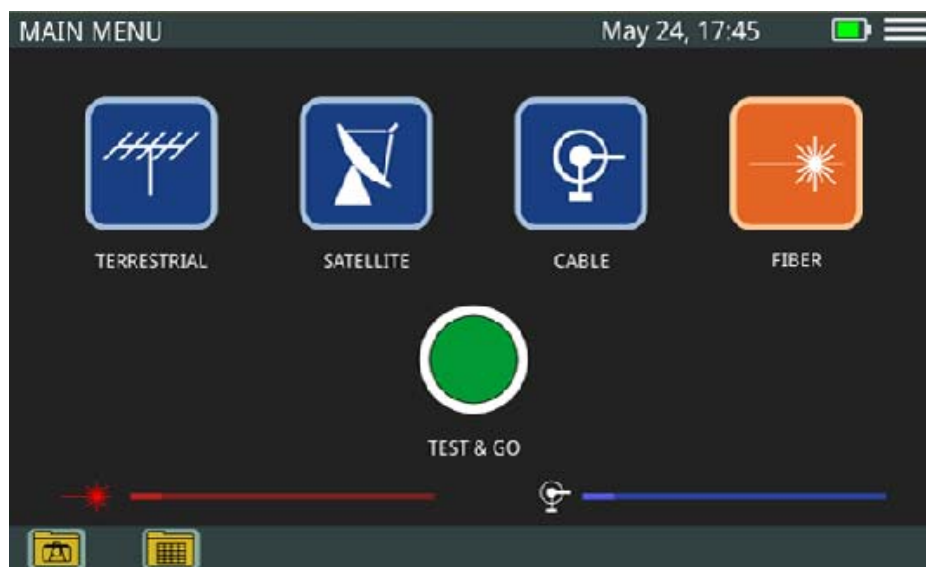 MAIN MENU May 24, 17:45
TERRESTRIAL SATELLITE CABLE FIBER
TEST & GO